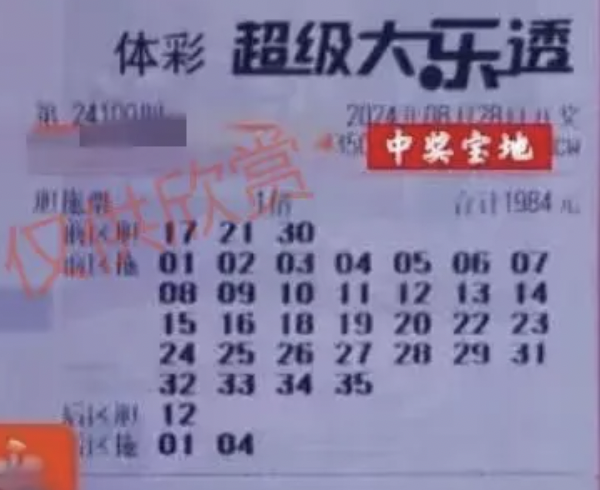 体彩 超级大乐透
第 24100期
2024年08月28日开奖
中奖宝地
cw
仅供欣赏
胆拖票 1倍 合计1984元
前区胆 17 21 30
前区拖 01 02 03 04 05 06 07
08 09 10 11 12 13 14
15 16 18 19 20 22 23
24 25 26 27 28 29 31
32 33 34 35
后区胆 12
后区拖 01 04